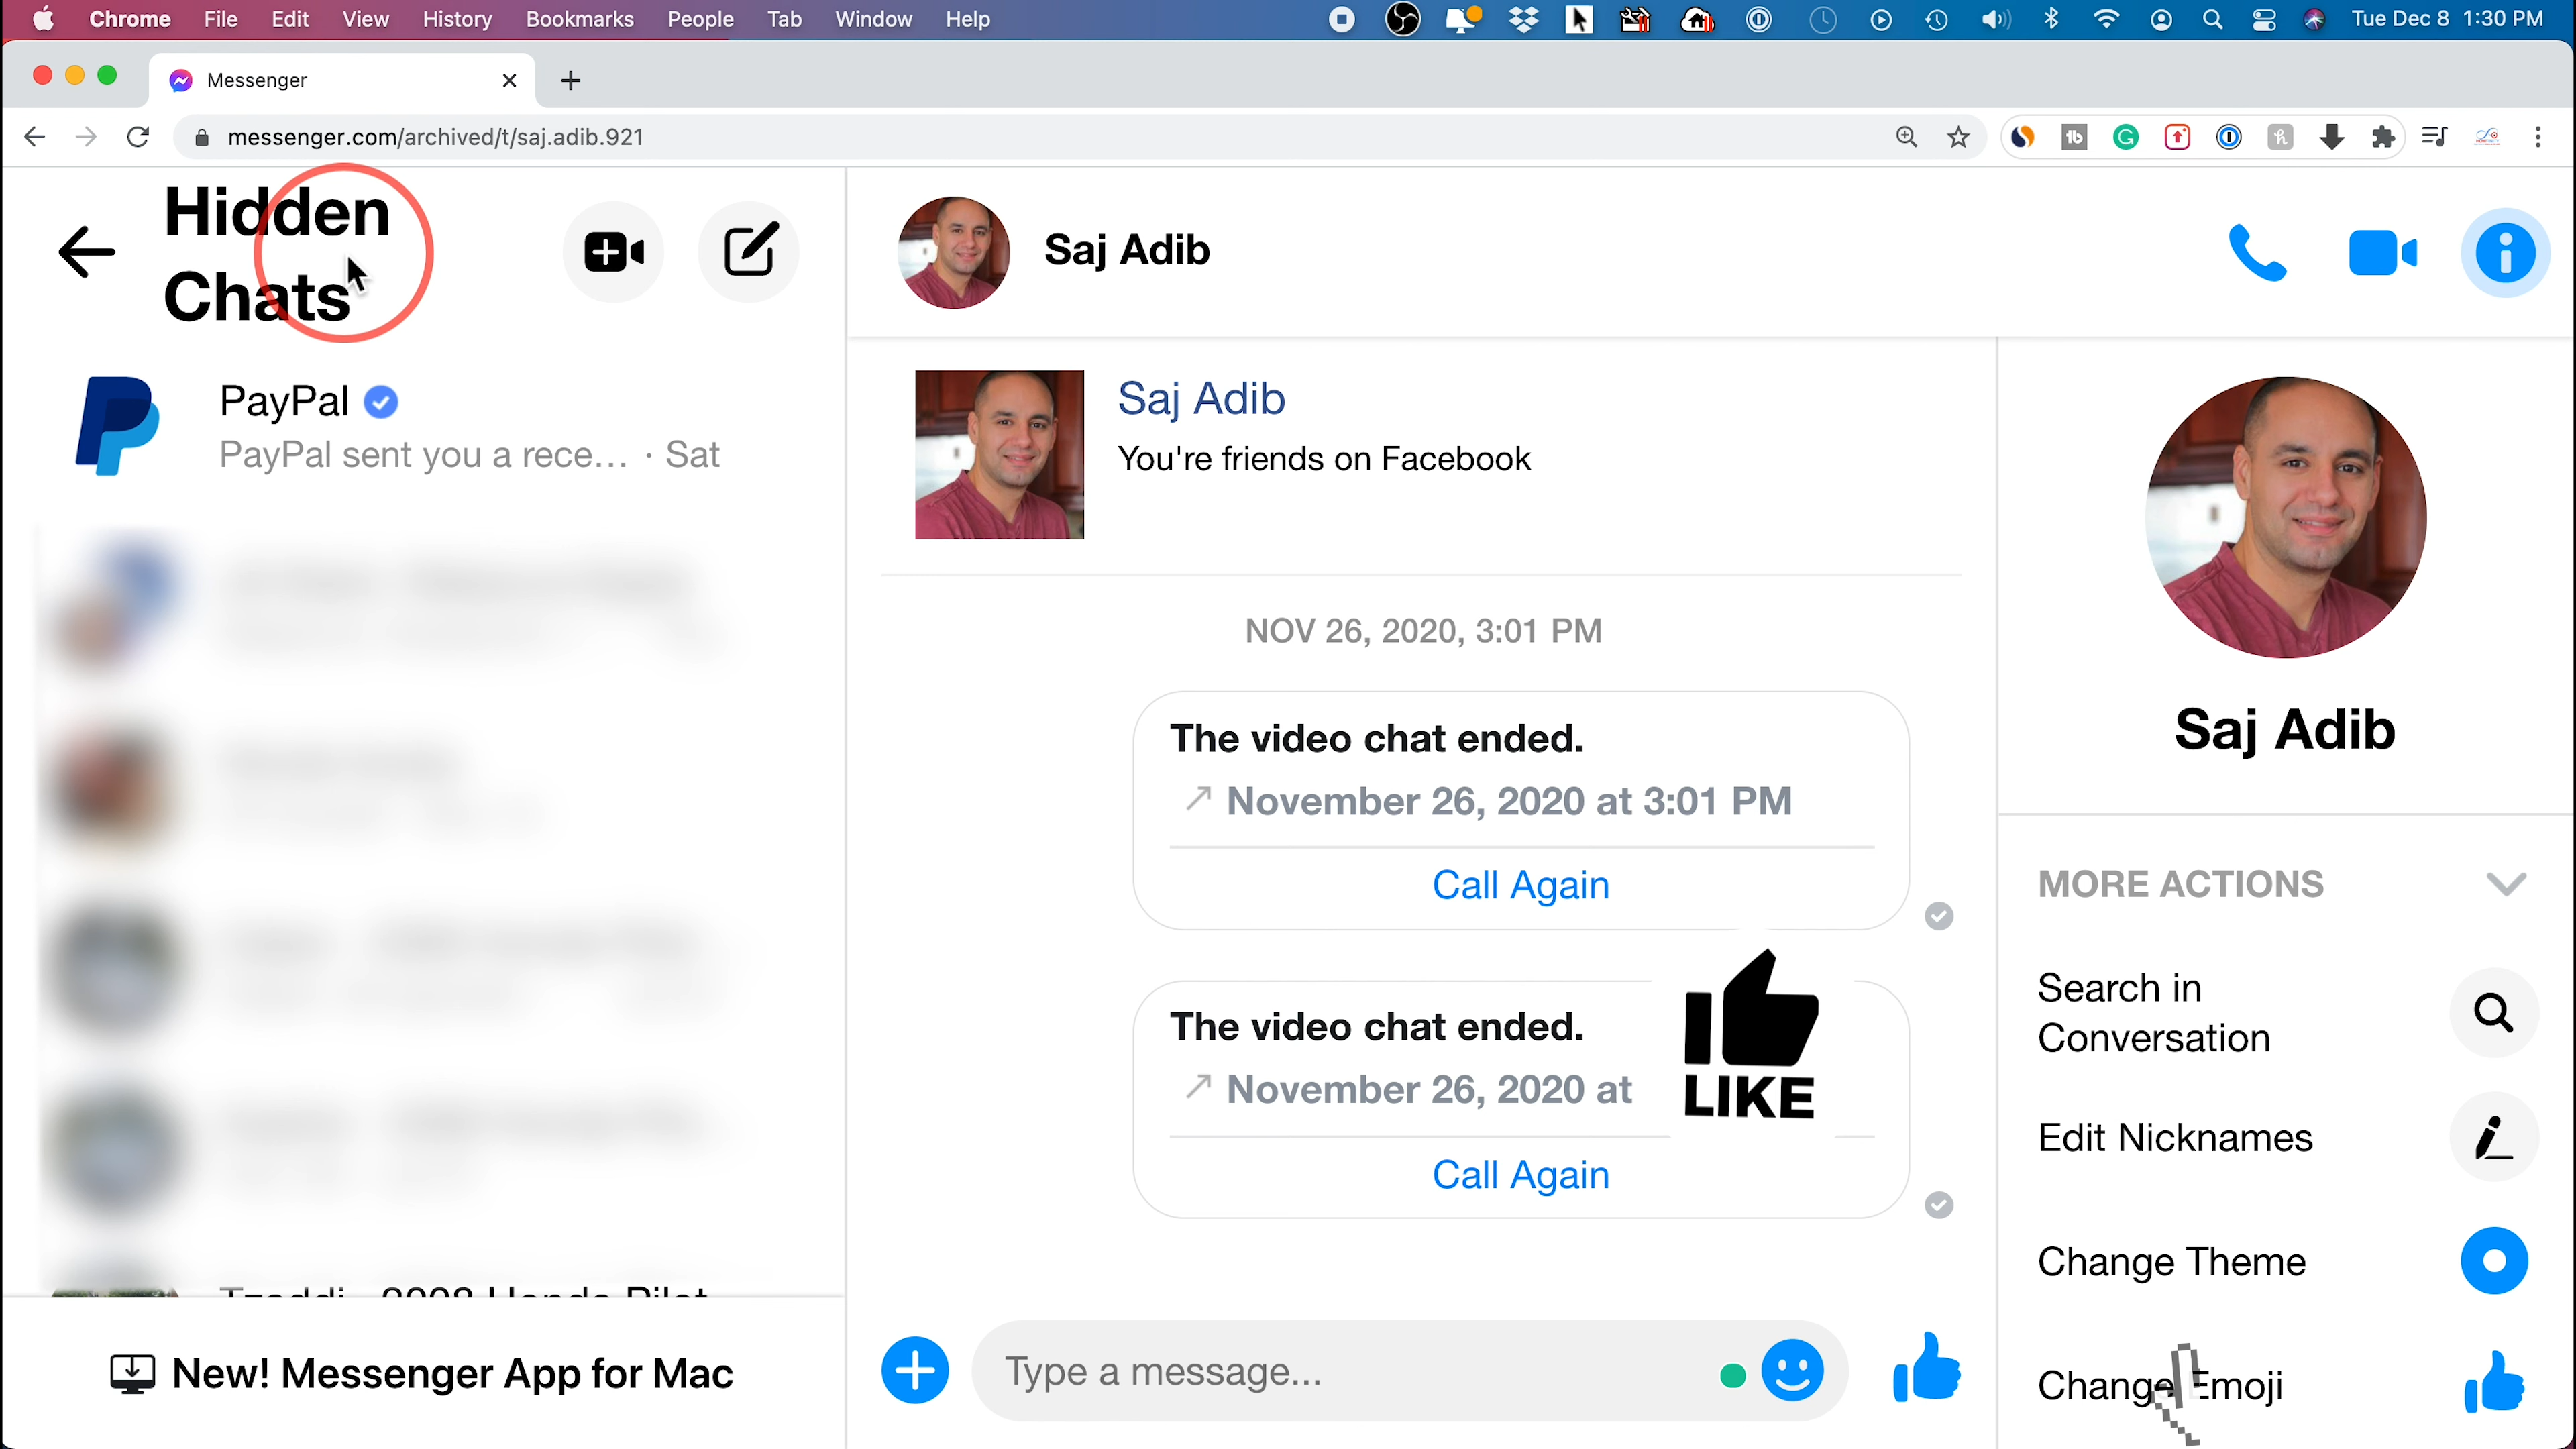 Chrome File Edit View History Bookmarks People Tab Window Help Tue Dec 8 1:30 PM
Messenger
messenger.com/archived/t/saj.adib.921
Hidden
Chats
PayPal
PayPal sent you a rece... · Sat
New! Messenger App for Mac
Saj Adib
Saj Adib
You're friends on Facebook
NOV 26, 2020, 3:01 PM
The video chat ended.
November 26, 2020 at 3:01 PM
Call Again
The video chat ended.
November 26, 2020 at
Call Again
LIKE
Type a message...
Saj Adib
MORE ACTIONS
Search in
Conversation
Edit Nicknames
Change Theme
Change Emoji